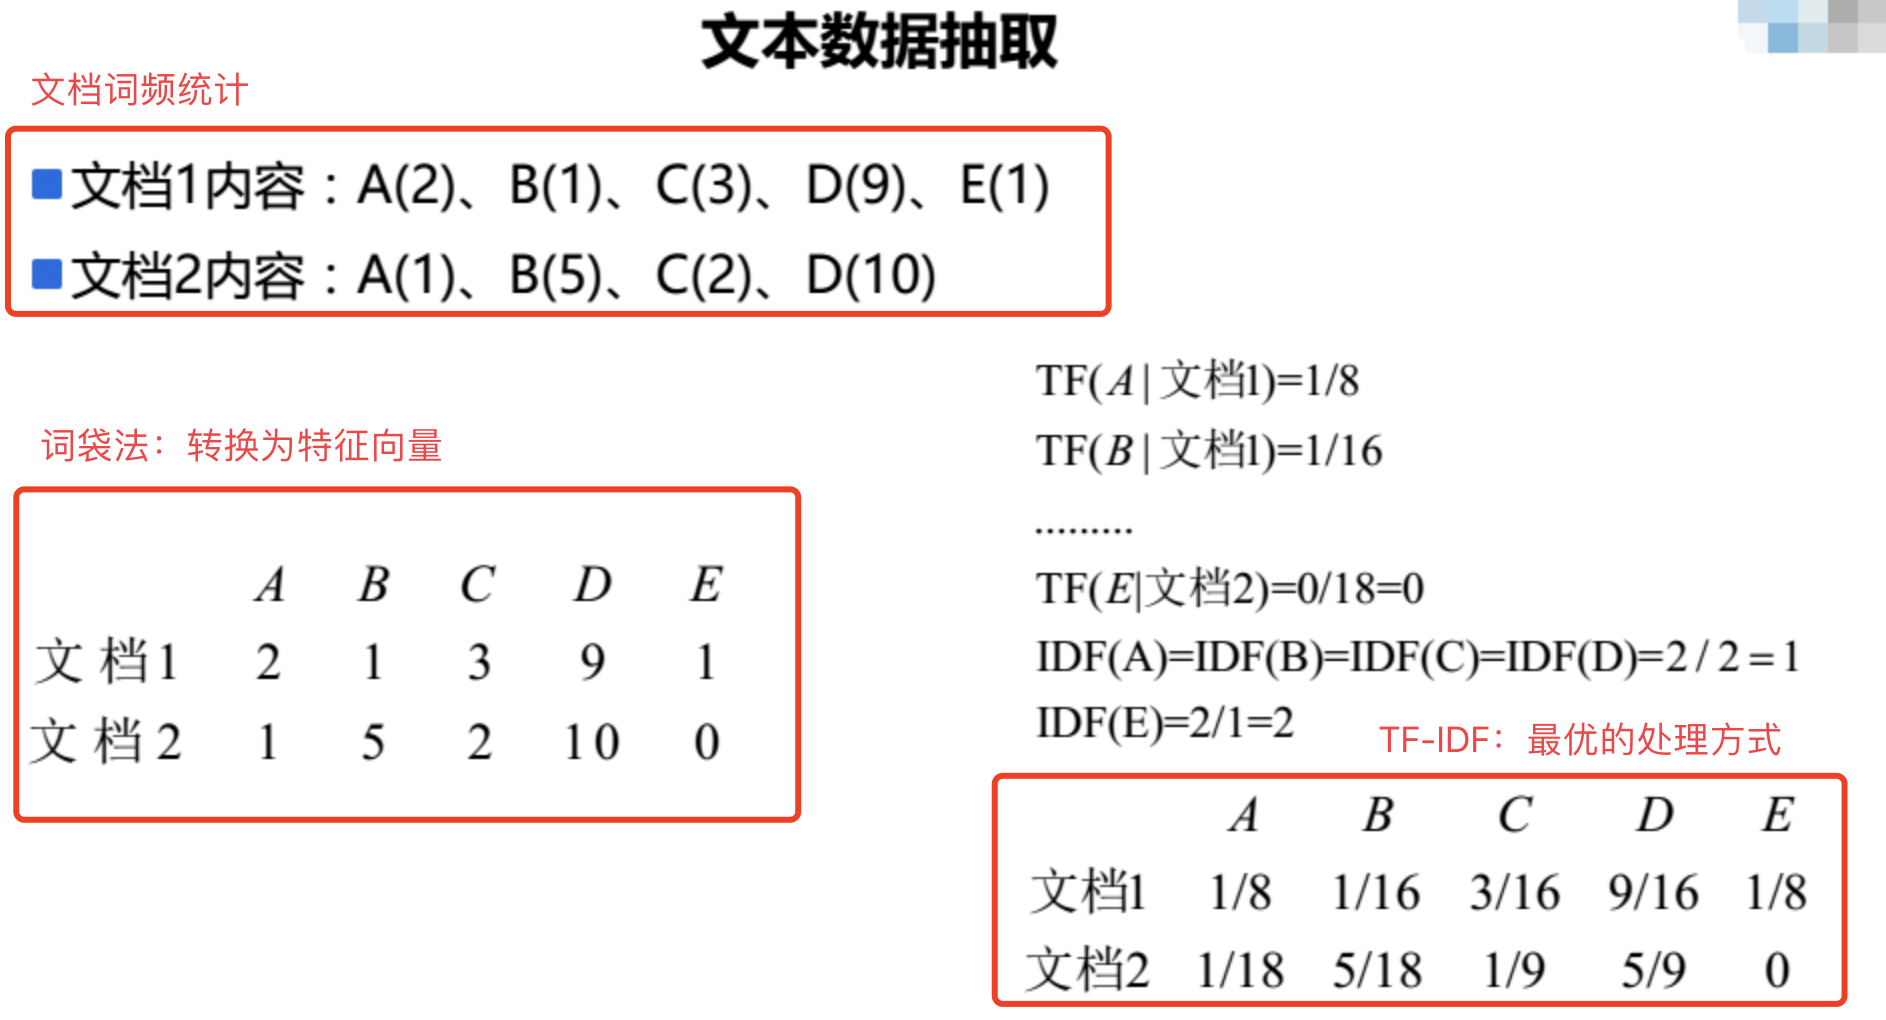 文本数据抽取
文档词频统计
文档1内容：A(2)、B(1)、C(3)、D(9)、E(1)
文档2内容：A(1)、B(5)、C(2)、D(10)
词袋法：转换为特征向量
A B C D E
文档1 2 1 3 9 1
文档2 1 5 2 10 0
TF(A|文档1)=1/8
TF(B|文档1)=1/16
.........
TF(E|文档2)=0/18=0
IDF(A)=IDF(B)=IDF(C)=IDF(D)=2/2=1
IDF(E)=2/1=2
TF-IDF：最优的处理方式
A B C D E
文档1 1/8 1/16 3/16 9/16 1/8
文档2 1/18 5/18 1/9 5/9 0